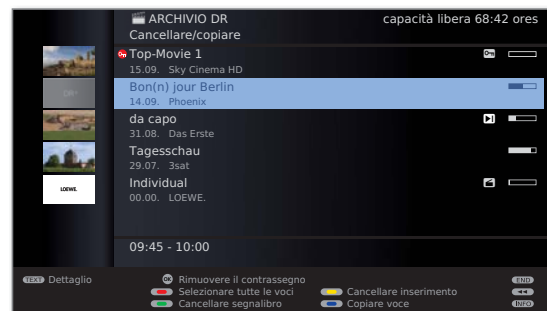 ARCHIVIO DR capacità libera 68:42 ores
Cancellare/copiare
Top-Movie 1
15.09. Sky Cinema HD
DR+
Bon(n) jour Berlin
14.09. Phoenix
da capo
31.08. Das Erste
Tagesschau
29.07. 3sat
LOEWE.
Individual
00.00. LOEWE.
09:45 - 10:00
TEXT Dettaglio OK Rimuovere il contrassegno END
Selezionare tutte le voci Cancellare inserimento
Cancellare segnalibro Copiare voce INFO